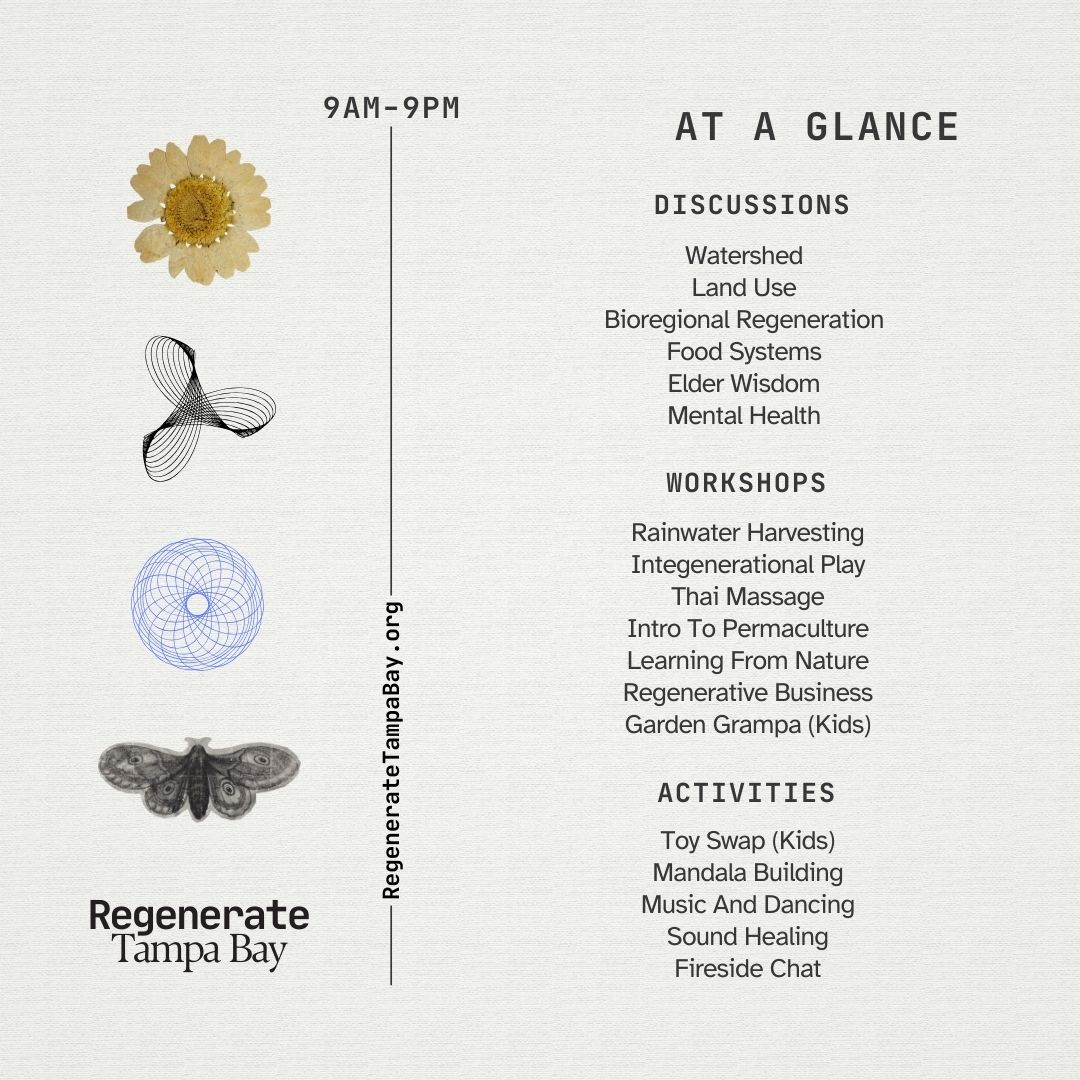 9AM–9PM
RegenerateTampaBay.org
Regenerate
Tampa Bay
AT A GLANCE
DISCUSSIONS
Watershed
Land Use
Bioregional Regeneration
Food Systems
Elder Wisdom
Mental Health
WORKSHOPS
Rainwater Harvesting
Integenerational Play
Thai Massage
Intro To Permaculture
Learning From Nature
Regenerative Business
Garden Grampa (Kids)
ACTIVITIES
Toy Swap (Kids)
Mandala Building
Music And Dancing
Sound Healing
Fireside Chat